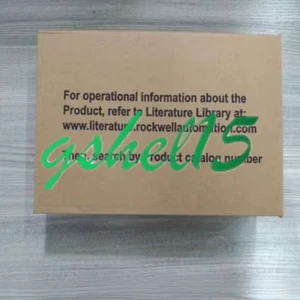 For operational information about the
Product, refer to Literature Library at:
www.literature.rockwellautomation.com
Then, search by Product catalog number
gshel15